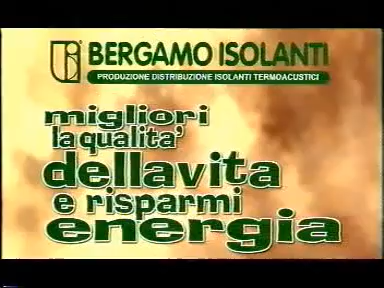 BERGAMO ISOLANTI
PRODUZIONE DISTRIBUZIONE ISOLANTI TERMOACUSTICI
migliori
la qualita'
dellavita
e risparmi
energia